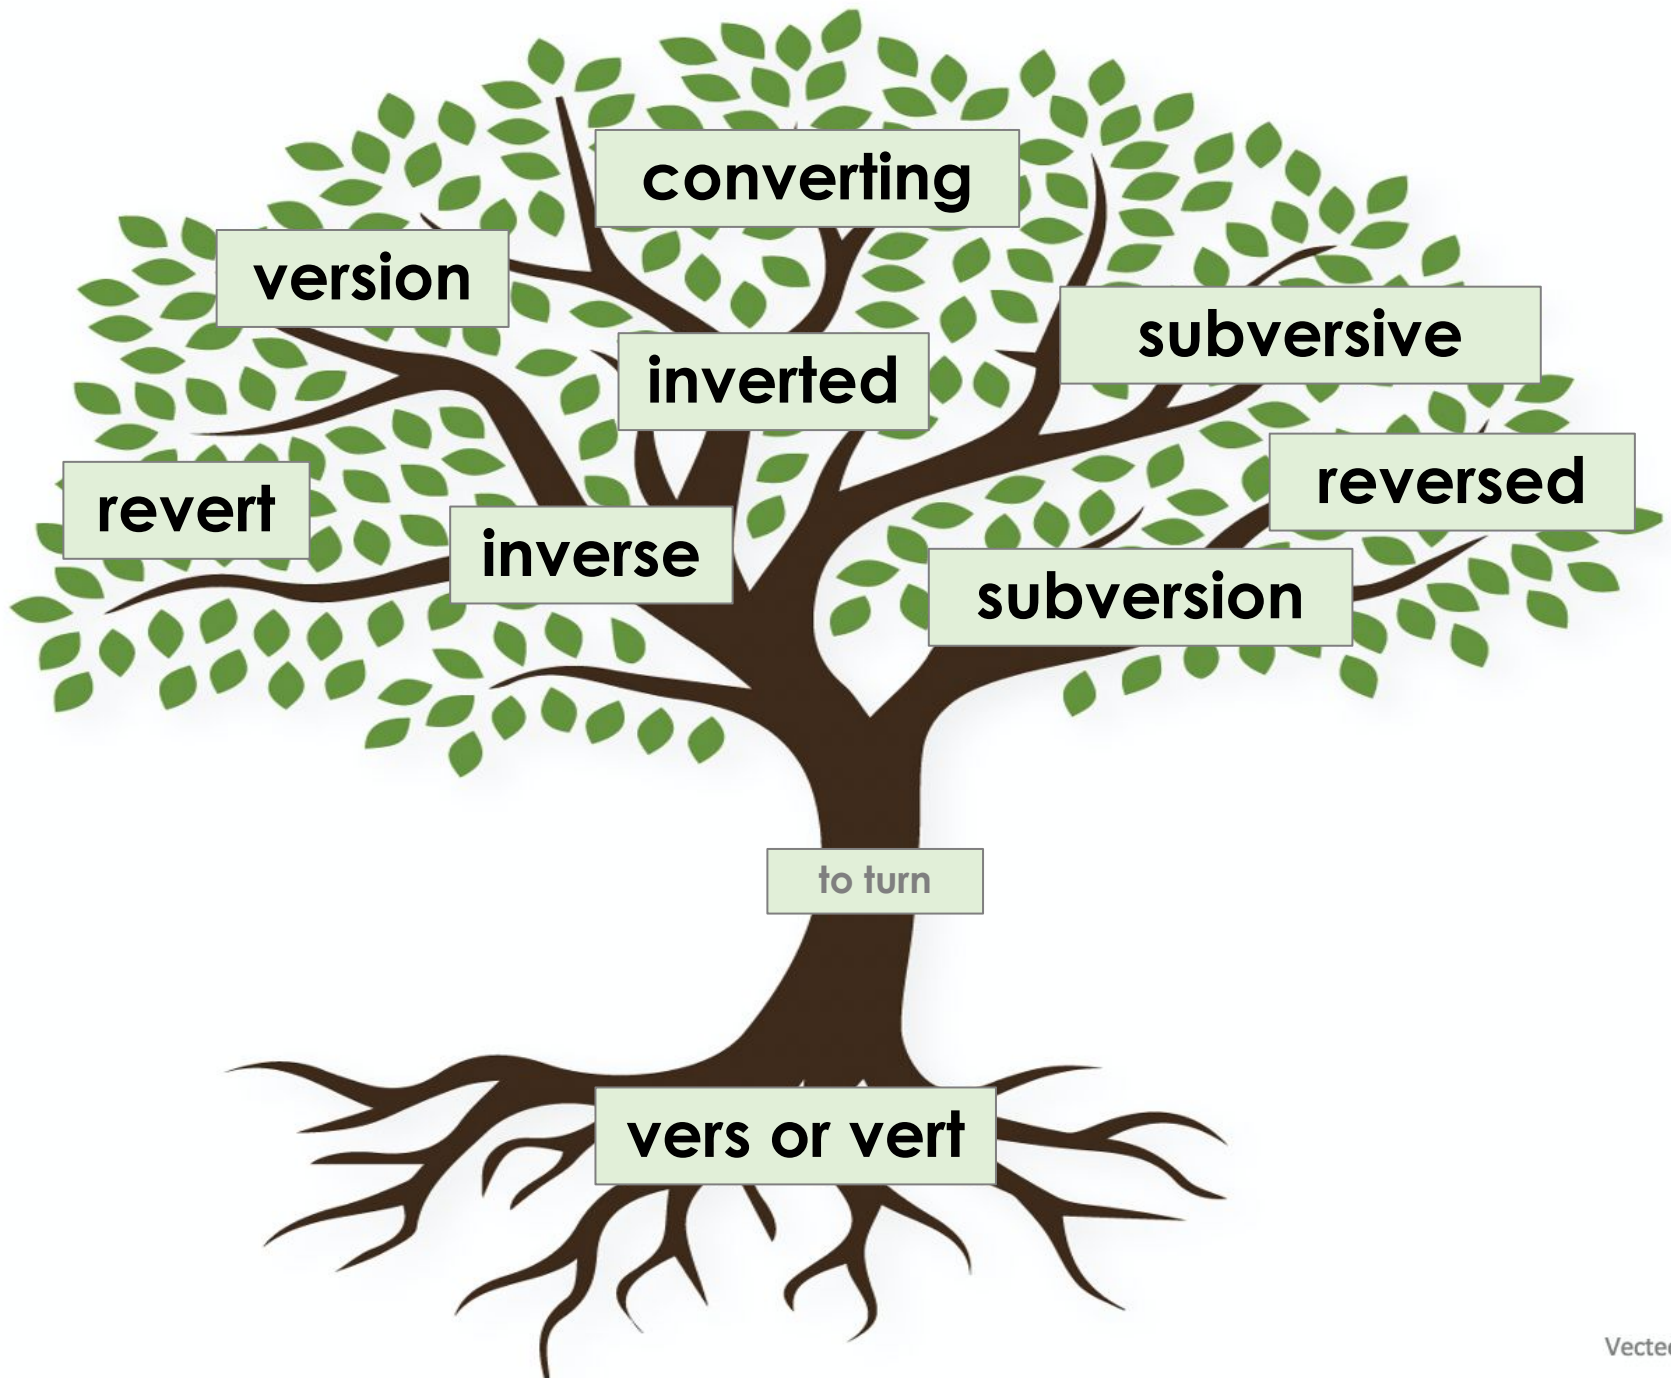 converting
version
subversive
inverted
reversed
revert
inverse
subversion
to turn
vers or vert